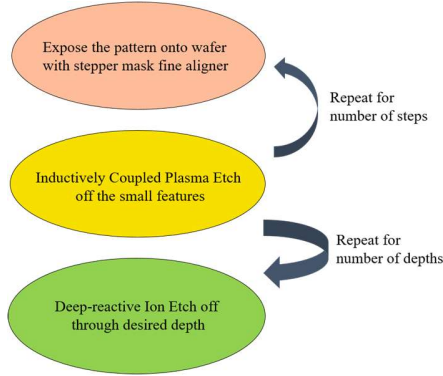 Expose the pattern onto wafer
with stepper mask fine aligner
Repeat for
number of steps
Inductively Coupled Plasma Etch
off the small features
Repeat for
number of depths
Deep-reactive Ion Etch off
through desired depth